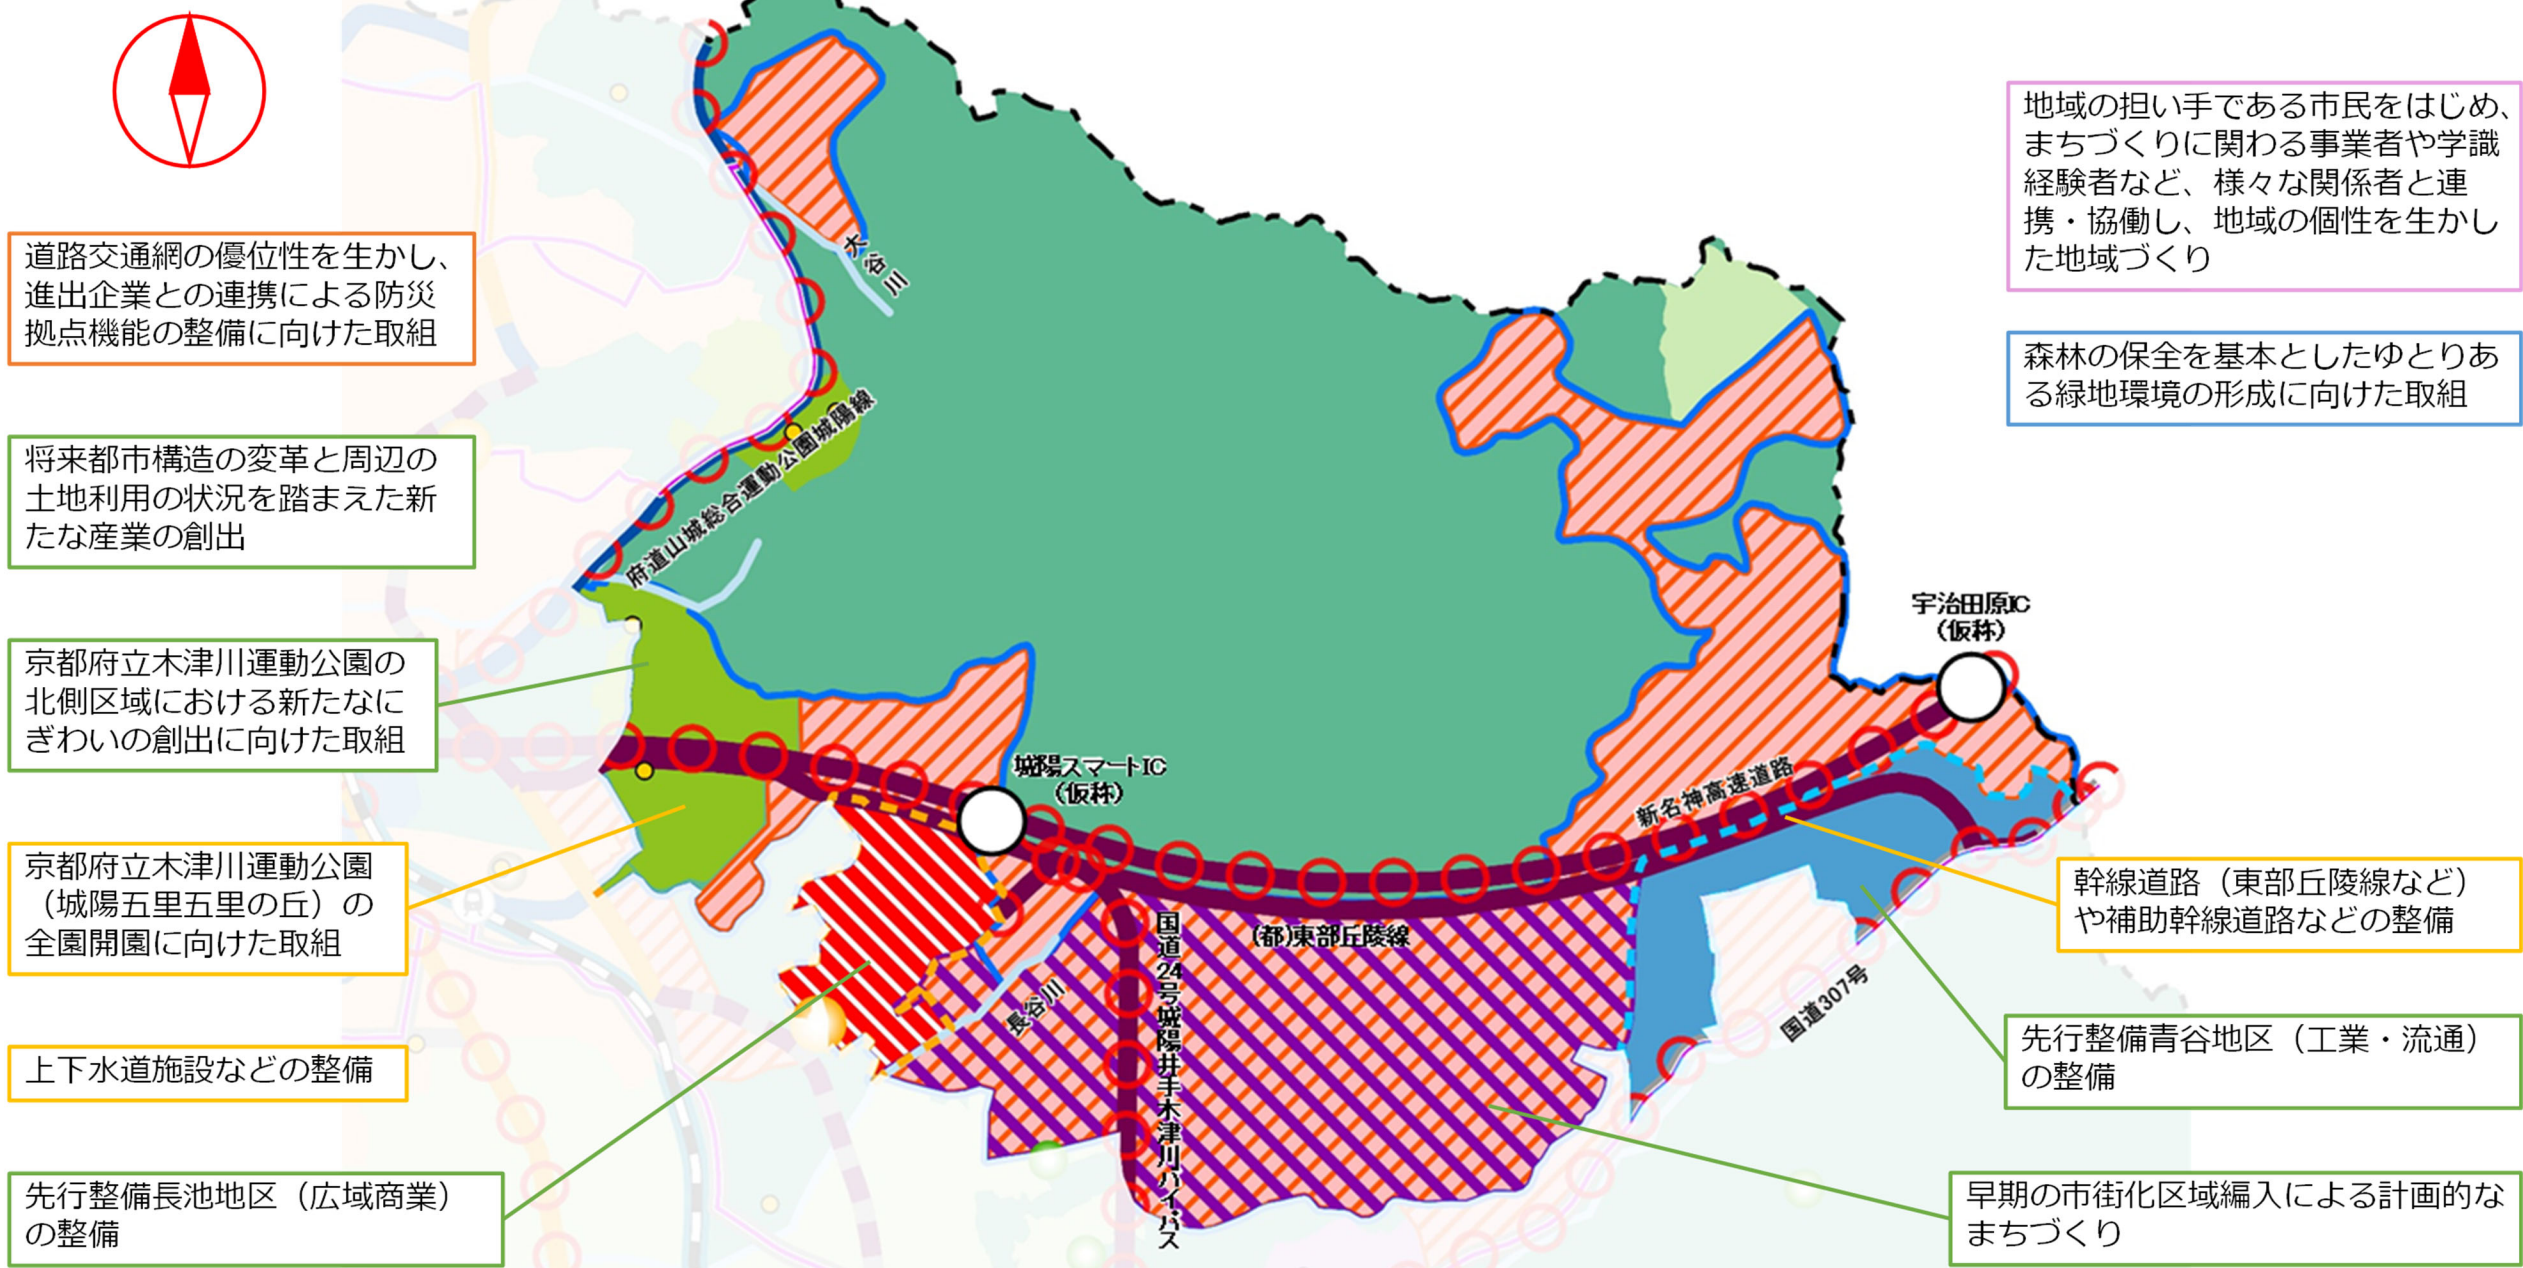 道路交通網の優位性を生かし、
進出企業との連携による防災
拠点機能の整備に向けた取組
将来都市構造の変革と周辺の
土地利用の状況を踏まえた新
たな産業の創出
京都府立木津川運動公園の
北側区域における新たなに
ぎわいの創出に向けた取組
京都府立木津川運動公園
（城陽五里五里の丘）の
全園開園に向けた取組
上下水道施設などの整備
先行整備長池地区（広域商業）
の整備
大谷川
府道山城総合運動公園城陽線
城陽スマートIC
（仮称）
長谷川
国道24号城陽井手木津川バイパス
(都)東部丘陵線
新名神高速道路
宇治田原IC
（仮称）
国道307号
地域の担い手である市民をはじめ、
まちづくりに関わる事業者や学識
経験者など、様々な関係者と連
携・協働し、地域の個性を生かし
た地域づくり
森林の保全を基本としたゆとりあ
る緑地環境の形成に向けた取組
幹線道路（東部丘陵線など）
や補助幹線道路などの整備
先行整備青谷地区（工業・流通）
の整備
早期の市街化区域編入による計画的な
まちづくり